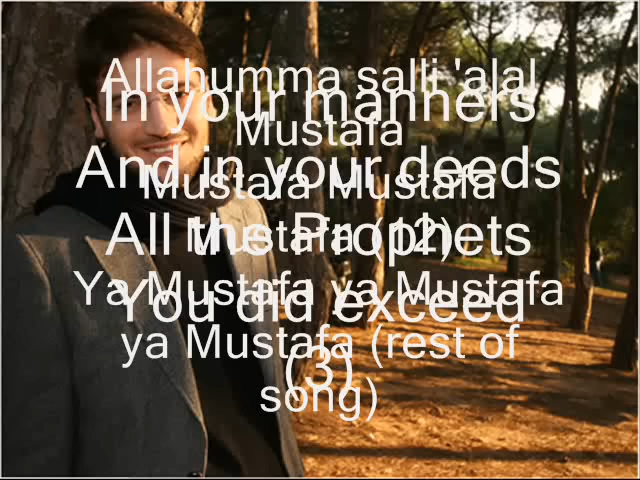 Allahumma salli 'alal
Mustafa
Mustafa Mustafa
Mustafa (12)
Ya Mustafa ya Mustafa
ya Mustafa (rest of
song)
In your manners
And in your deeds
All the Prophets
You did exceed
(3)